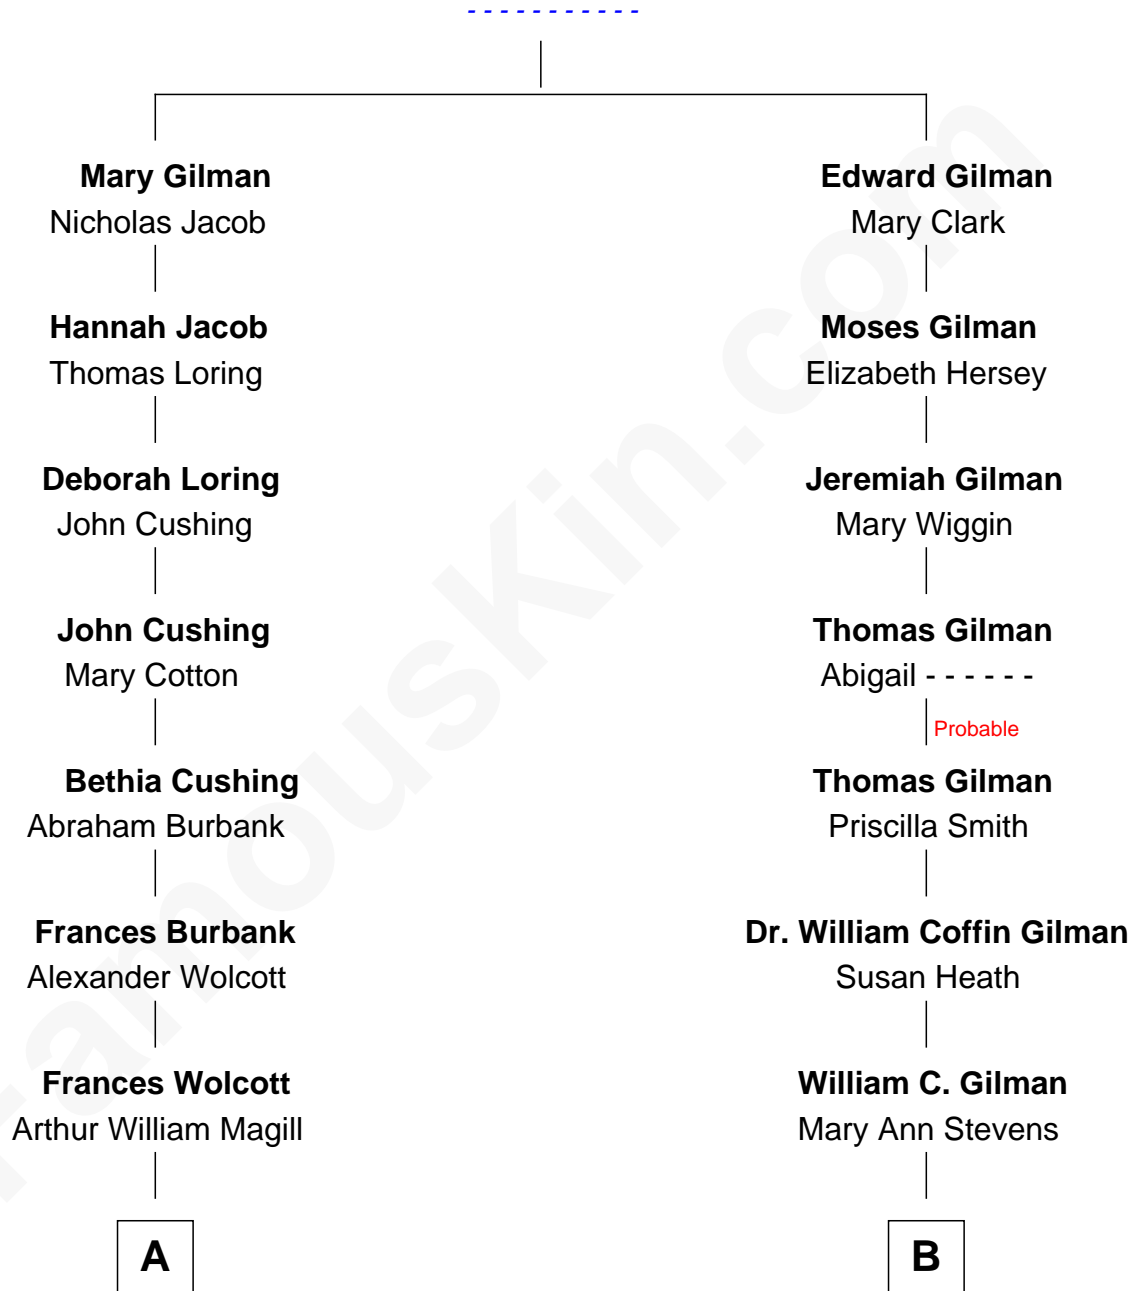 - - - - - - - - - - -
Mary Gilman
Nicholas Jacob
Hannah Jacob
Thomas Loring
Deborah Loring
John Cushing
John Cushing
Mary Cotton
Bethia Cushing
Abraham Burbank
Frances Burbank
Alexander Wolcott
Frances Wolcott
Arthur William Magill
A
Edward Gilman
Mary Clark
Moses Gilman
Elizabeth Hersey
Jeremiah Gilman
Mary Wiggin
Thomas Gilman
Abigail - - - - - -
Probable
Thomas Gilman
Priscilla Smith
Dr. William Coffin Gilman
Susan Heath
William C. Gilman
Mary Ann Stevens
B
FamousKin.com